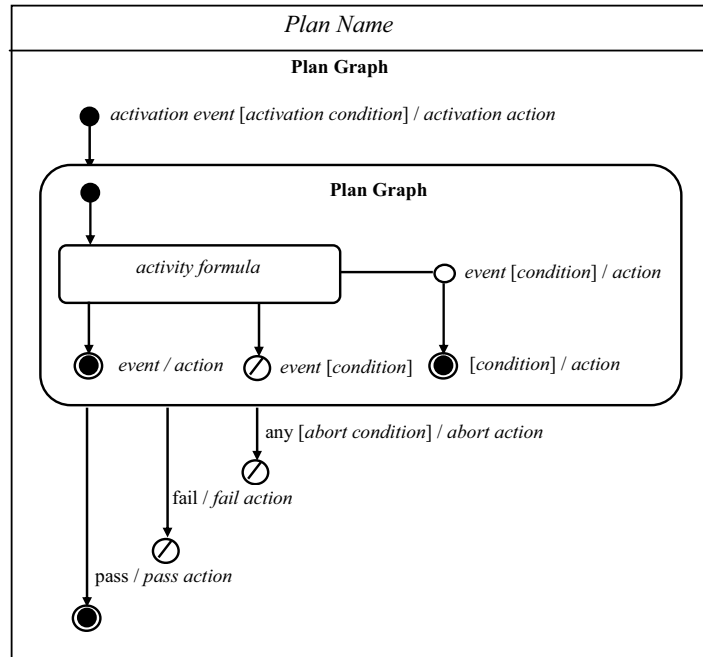 Plan Name
Plan Graph
activation event [activation condition] / activation action
Plan Graph
activity formula
event [condition] / action
event / action
event [condition]
[condition] / action
any [abort condition] / abort action
fail / fail action
pass / pass action